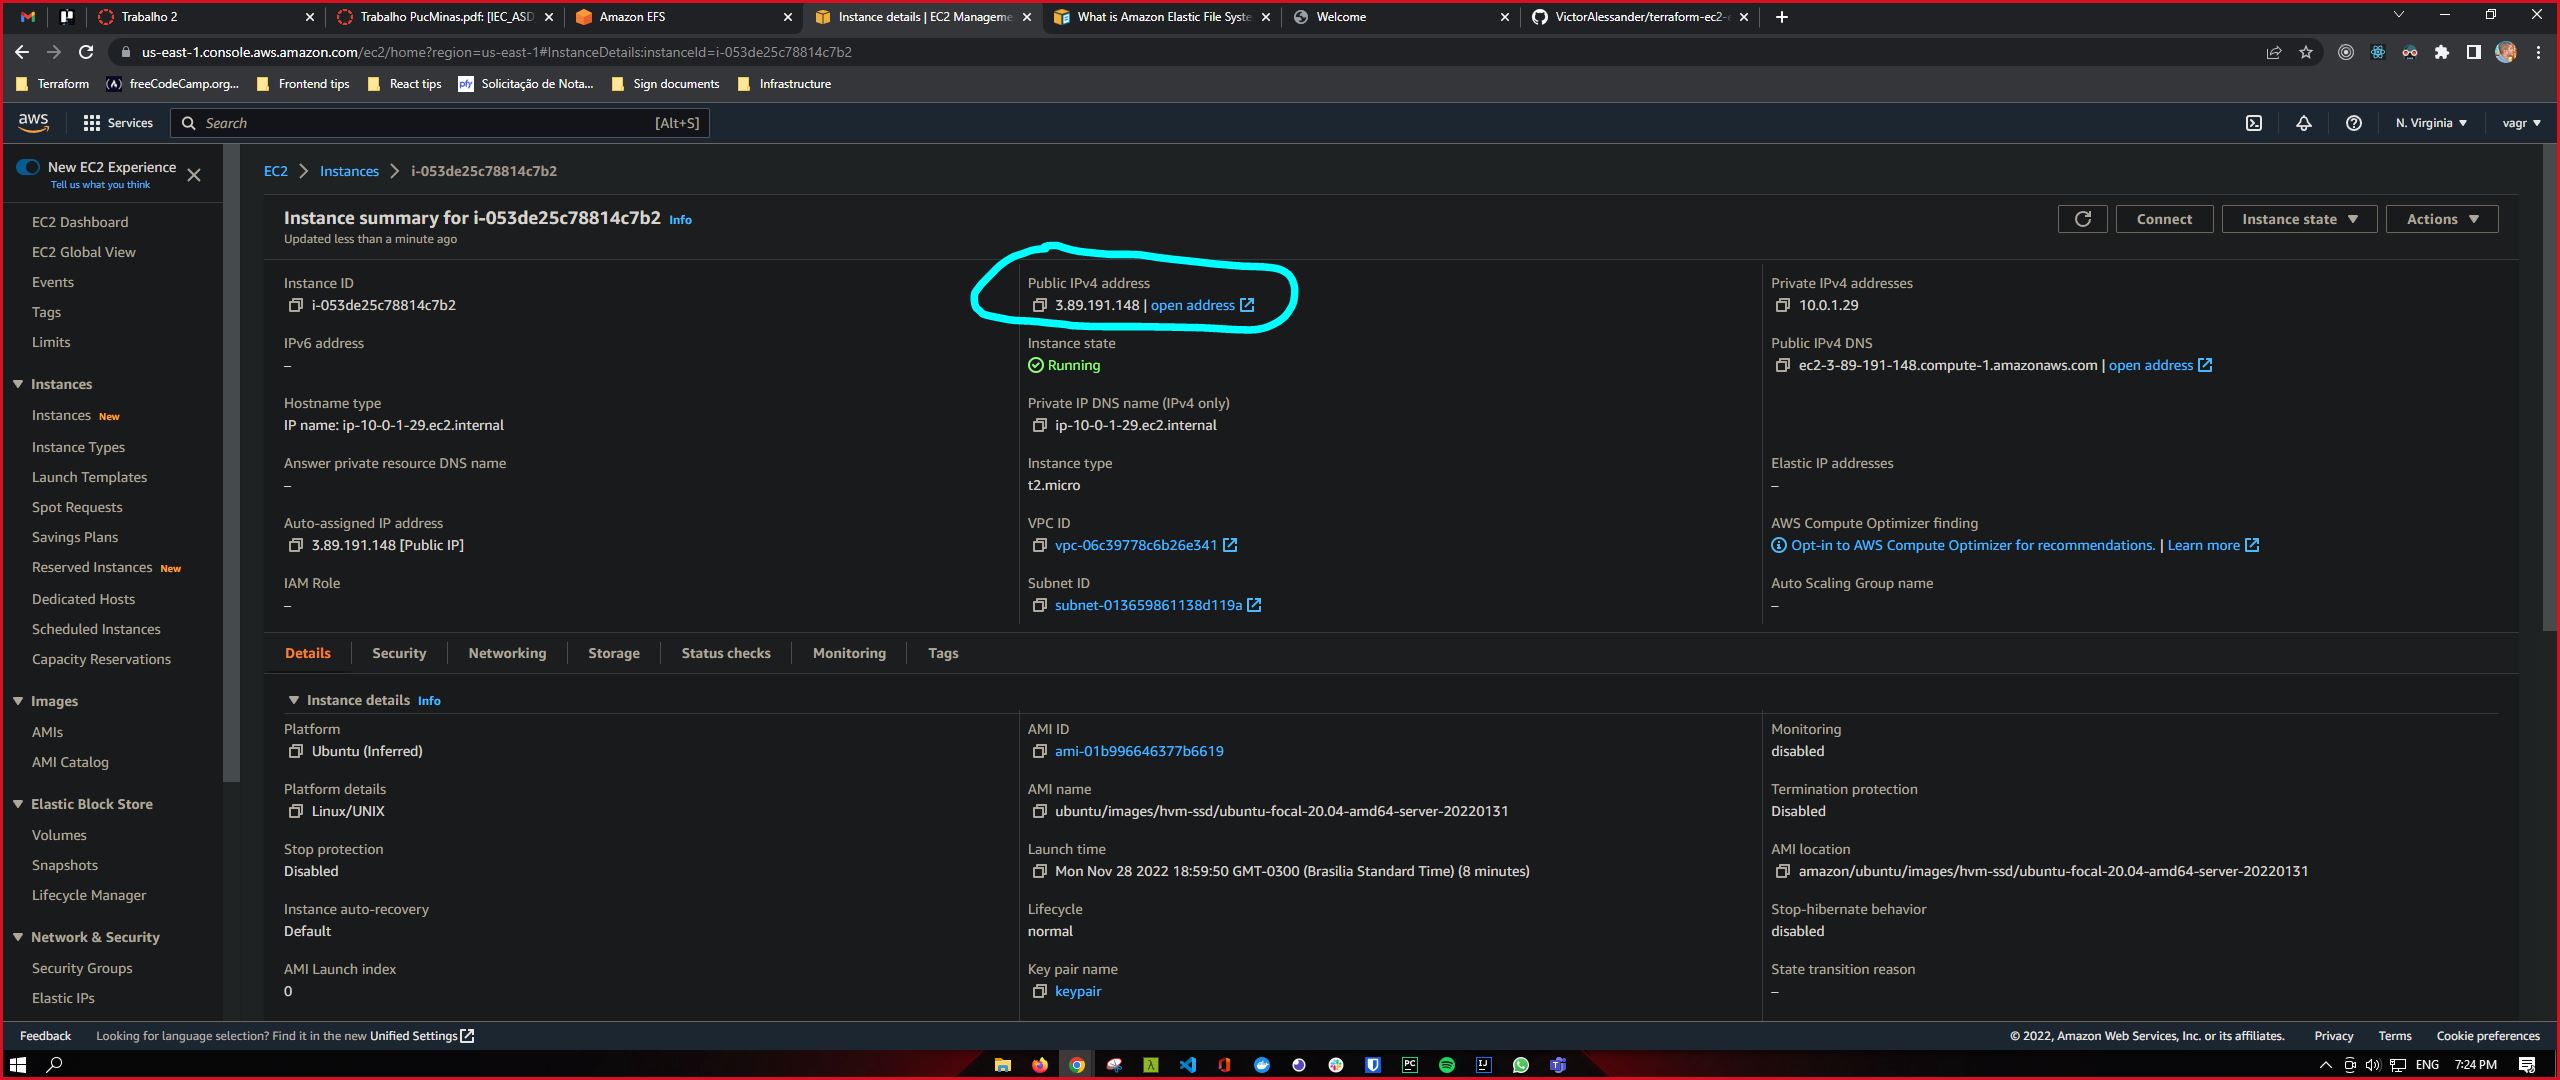 Trabalho 2
Trabalho PucMinas.pdf: [IEC_ASD
Amazon EFS
Instance details | EC2 Manageme
What is Amazon Elastic File Syste
Welcome
VictorAlessander/terraform-ec2-e
us-east-1.console.aws.amazon.com/ec2/home?region=us-east-1#InstanceDetails:instanceId=i-053de25c78814c7b2
Terraform
freeCodeCamp.org...
Frontend tips
React tips
pfy
Solicitação de Nota...
Sign documents
Infrastructure
aws
Services
Search
[Alt+S]
N. Virginia
vagr
New EC2 Experience
Tell us what you think
EC2 Dashboard
EC2 Global View
Events
Tags
Limits
Instances
Instances New
Instance Types
Launch Templates
Spot Requests
Savings Plans
Reserved Instances New
Dedicated Hosts
Scheduled Instances
Capacity Reservations
Images
AMIs
AMI Catalog
Elastic Block Store
Volumes
Snapshots
Lifecycle Manager
Network & Security
Security Groups
Elastic IPs
EC2 > Instances > i-053de25c78814c7b2
Instance summary for i-053de25c78814c7b2 Info
Updated less than a minute ago
Connect
Instance state
Actions
Instance ID
i-053de25c78814c7b2
Public IPv4 address
3.89.191.148 | open address
Private IPv4 addresses
10.0.1.29
IPv6 address
–
Instance state
Running
Public IPv4 DNS
ec2-3-89-191-148.compute-1.amazonaws.com | open address
Hostname type
IP name: ip-10-0-1-29.ec2.internal
Private IP DNS name (IPv4 only)
ip-10-0-1-29.ec2.internal
Answer private resource DNS name
–
Instance type
t2.micro
Elastic IP addresses
–
Auto-assigned IP address
3.89.191.148 [Public IP]
VPC ID
vpc-06c39778c6b26e341
AWS Compute Optimizer finding
Opt-in to AWS Compute Optimizer for recommendations. | Learn more
IAM Role
–
Subnet ID
subnet-013659861138d119a
Auto Scaling Group name
–
Details
Security
Networking
Storage
Status checks
Monitoring
Tags
Instance details Info
Platform
Ubuntu (Inferred)
AMI ID
ami-01b996646377b6619
Monitoring
disabled
Platform details
Linux/UNIX
AMI name
ubuntu/images/hvm-ssd/ubuntu-focal-20.04-amd64-server-20220131
Termination protection
Disabled
Stop protection
Disabled
Launch time
Mon Nov 28 2022 18:59:50 GMT-0300 (Brasilia Standard Time) (8 minutes)
AMI location
amazon/ubuntu/images/hvm-ssd/ubuntu-focal-20.04-amd64-server-20220131
Instance auto-recovery
Default
Lifecycle
normal
Stop-hibernate behavior
disabled
AMI Launch index
0
Key pair name
keypair
State transition reason
–
Feedback
Looking for language selection? Find it in the new Unified Settings
© 2022, Amazon Web Services, Inc. or its affiliates.
Privacy
Terms
Cookie preferences
ENG
7:24 PM